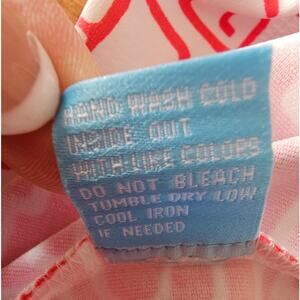 HAND WASH COLD
INSIDE OUT
WITH LIKE COLORS
DO NOT BLEACH
TUMBLE DRY LOW
COOL IRON
IF NEEDED